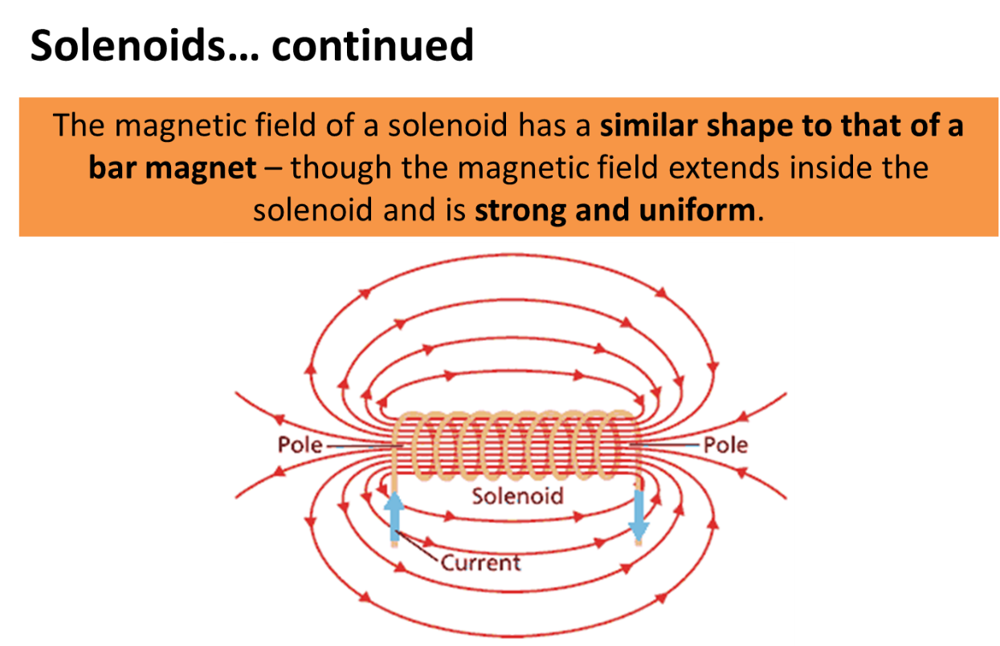 Solenoids... continued
The magnetic field of a solenoid has a similar shape to that of a
bar magnet – though the magnetic field extends inside the
solenoid and is strong and uniform.
Pole
Pole
Solenoid
Current